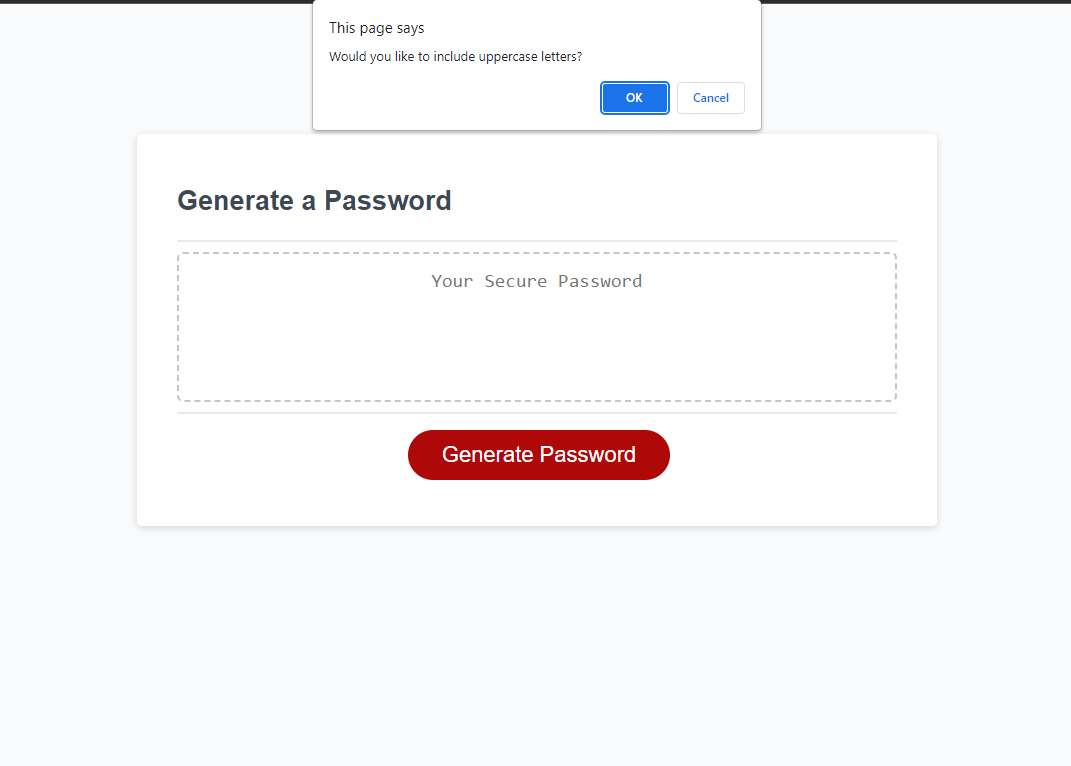 This page says
Would you like to include uppercase letters?
OK Cancel
Generate a Password
Your Secure Password
Generate Password